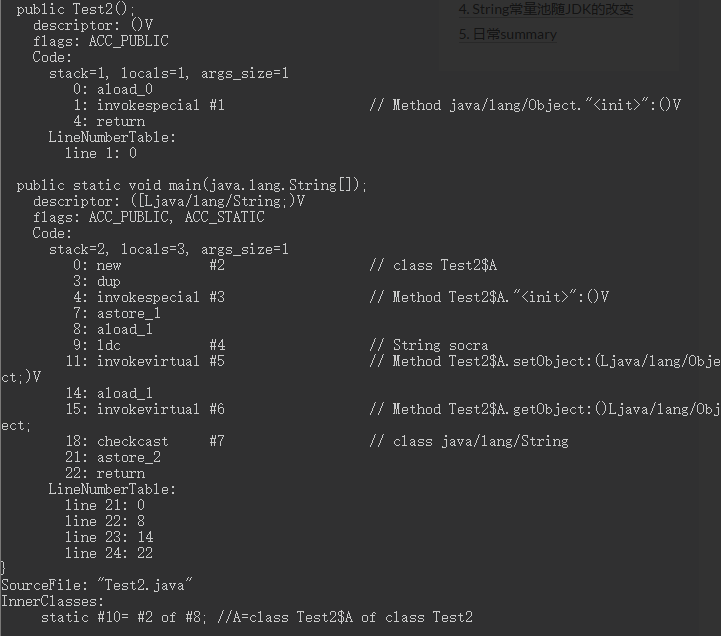 4. String常量池随JDK的改变
5. 日常summary
public Test2();
descriptor: ()V
flags: ACC_PUBLIC
Code:
stack=1, locals=1, args_size=1
0: aload_0
1: invokespecial #1 // Method java/lang/Object."<init>":()V
4: return
LineNumberTable:
line 1: 0
public static void main(java.lang.String[]);
descriptor: ([Ljava/lang/String;)V
flags: ACC_PUBLIC, ACC_STATIC
Code:
stack=2, locals=3, args_size=1
0: new #2 // class Test2$A
3: dup
4: invokespecial #3 // Method Test2$A."<init>":()V
7: astore_1
8: aload_1
9: ldc #4 // String socra
11: invokevirtual #5 // Method Test2$A.setObject:(Ljava/lang/Obje
ct;)V
14: aload_1
15: invokevirtual #6 // Method Test2$A.getObject:()Ljava/lang/Obj
ect;
18: checkcast #7 // class java/lang/String
21: astore_2
22: return
LineNumberTable:
line 21: 0
line 22: 8
line 23: 14
line 24: 22
}
SourceFile: "Test2.java"
InnerClasses:
static #10= #2 of #8; //A=class Test2$A of class Test2